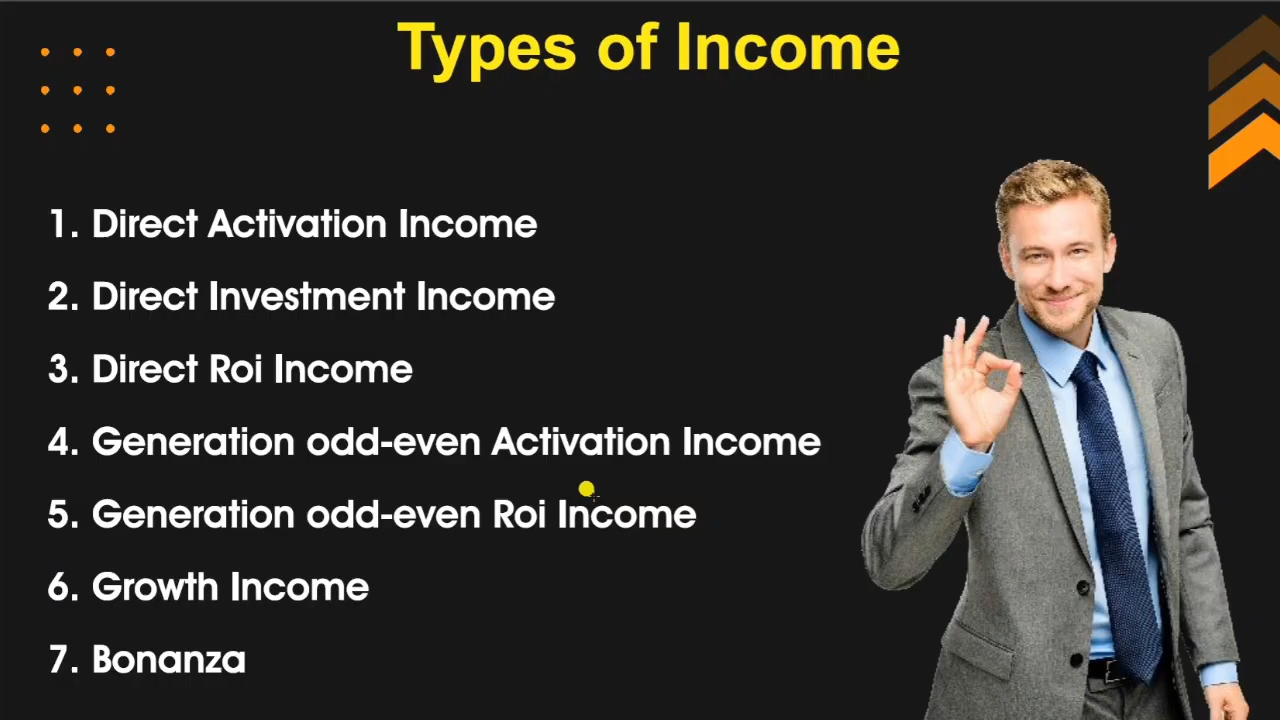 Types of Income
1. Direct Activation Income
2. Direct Investment Income
3. Direct Roi Income
4. Generation odd-even Activation Income
5. Generation odd-even Roi Income
6. Growth Income
7. Bonanza